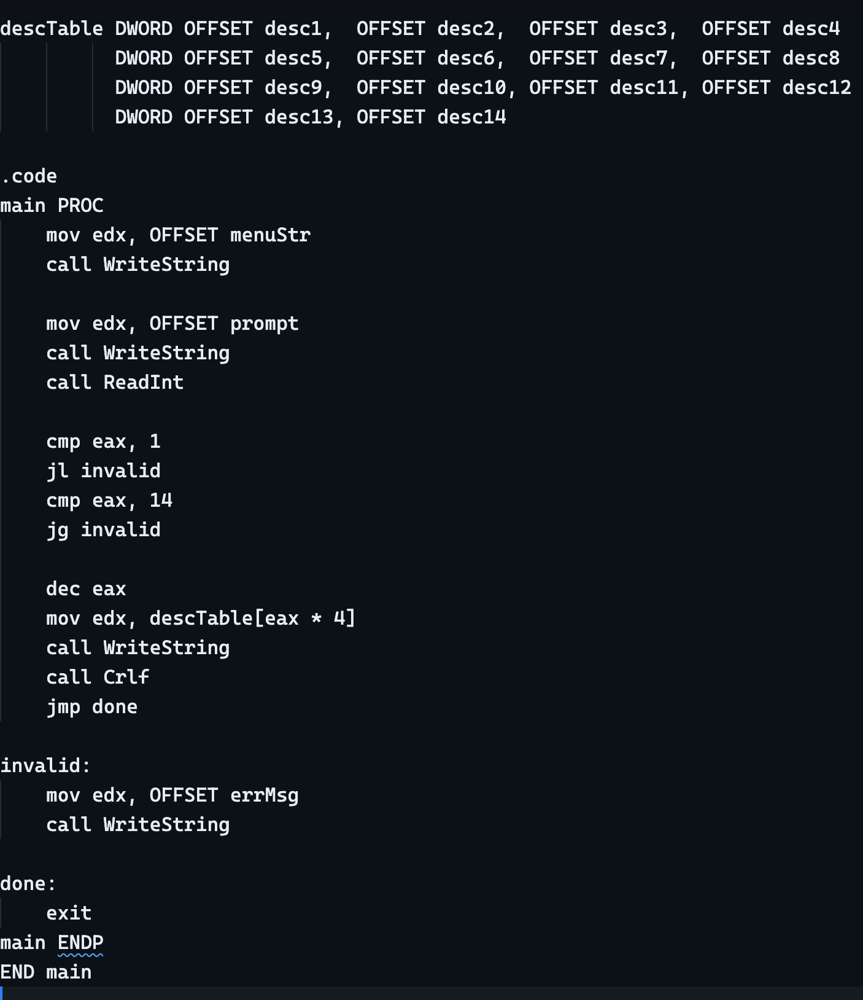 descTable DWORD OFFSET desc1,  OFFSET desc2,  OFFSET desc3,  OFFSET desc4
          DWORD OFFSET desc5,  OFFSET desc6,  OFFSET desc7,  OFFSET desc8
          DWORD OFFSET desc9,  OFFSET desc10, OFFSET desc11, OFFSET desc12
          DWORD OFFSET desc13, OFFSET desc14

.code
main PROC
    mov edx, OFFSET menuStr
    call WriteString

    mov edx, OFFSET prompt
    call WriteString
    call ReadInt

    cmp eax, 1
    jl invalid
    cmp eax, 14
    jg invalid

    dec eax
    mov edx, descTable[eax * 4]
    call WriteString
    call Crlf
    jmp done

invalid:
    mov edx, OFFSET errMsg
    call WriteString

done:
    exit
main ENDP
END main